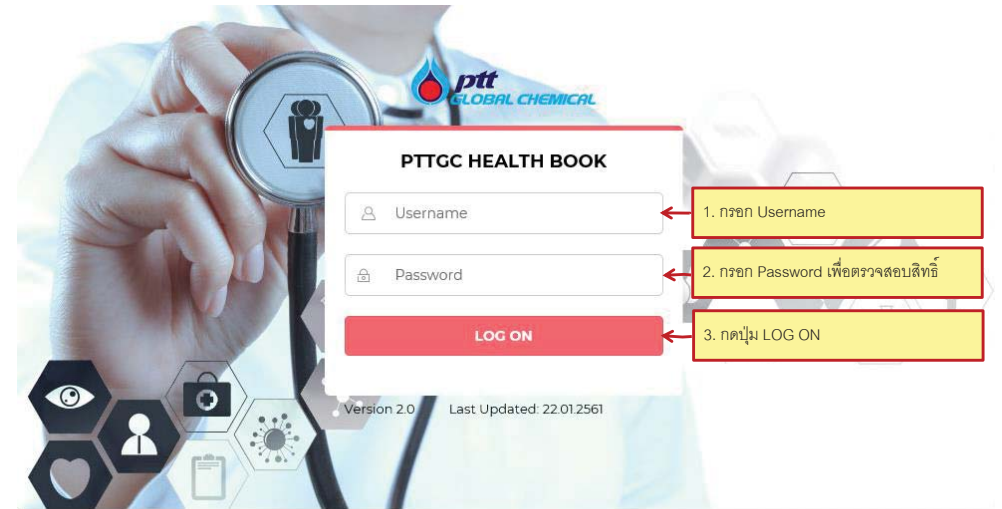 ptt
GLOBAL CHEMICAL
PTTGC HEALTH BOOK
Username
1. กรอก Username
Password
2. กรอก Password เพื่อตรวจสอบสิทธิ์
LOG ON
3. กดปุ่ม LOG ON
Version 2.0 Last Updated: 22.01.2561